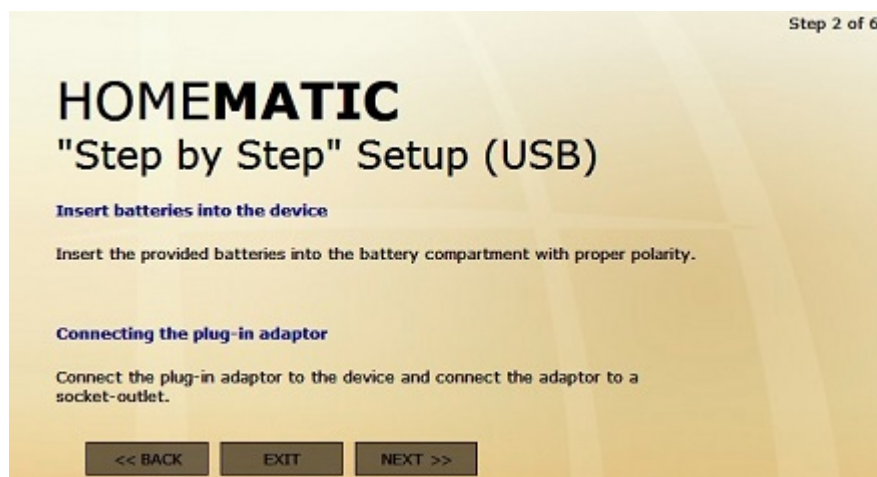 Step 2 of 6
HOMEMATIC
"Step by Step" Setup (USB)
Insert batteries into the device
Insert the provided batteries into the battery compartment with proper polarity.
Connecting the plug-in adaptor
Connect the plug-in adaptor to the device and connect the adaptor to a
socket-outlet.
<< BACK EXIT NEXT >>